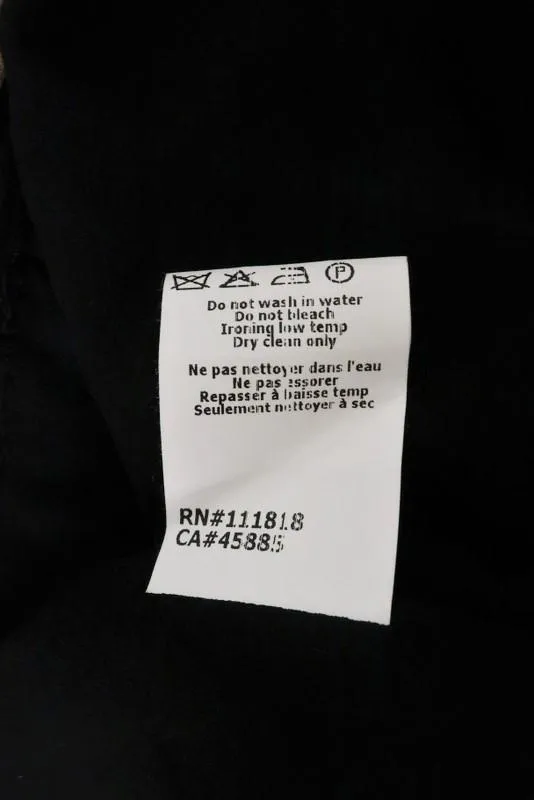 P
Do not wash in water
Do not bleach
Ironing low temp
Dry clean only
Ne pas nettoyer dans l'eau
Ne pas essorer
Repasser à baisse temp
Seulement nettoyer à sec
RN#111818
CA#45885